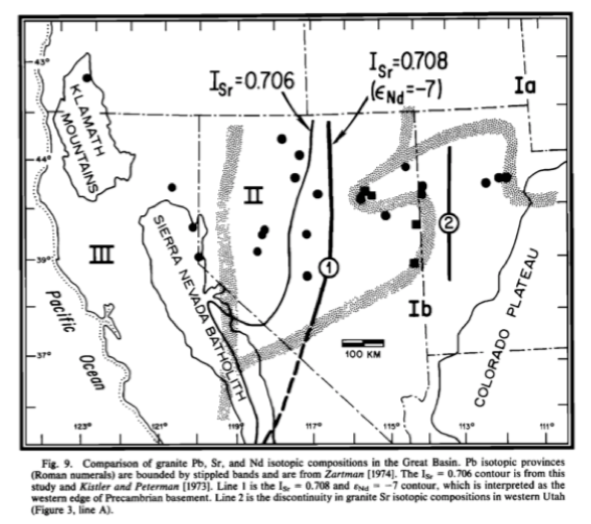 I_Sr=0.706
I_Sr=0.708
(ε_Nd=-7)
Ia
43°
KLAMATH
MOUNTAINS
44°
II
III
SIERRA NEVADA BATHOLITH
1
2
39°
Ib
COLORADO PLATEAU
Pacific
Ocean
100 KM
37°
123° 121° 119° 117° 115° 113° 111°
Fig. 9. Comparison of granite Pb, Sr, and Nd isotopic compositions in the Great Basin. Pb isotopic provinces
(Roman numerals) are bounded by stippled bands and are from Zartman [1974]. The I_Sr = 0.706 contour is from this
study and Kistler and Peterman [1973]. Line 1 is the I_Sr = 0.708 and ε_Nd = −7 contour, which is interpreted as the
western edge of Precambrian basement. Line 2 is the discontinuity in granite Sr isotopic compositions in western Utah
(Figure 3, line A).